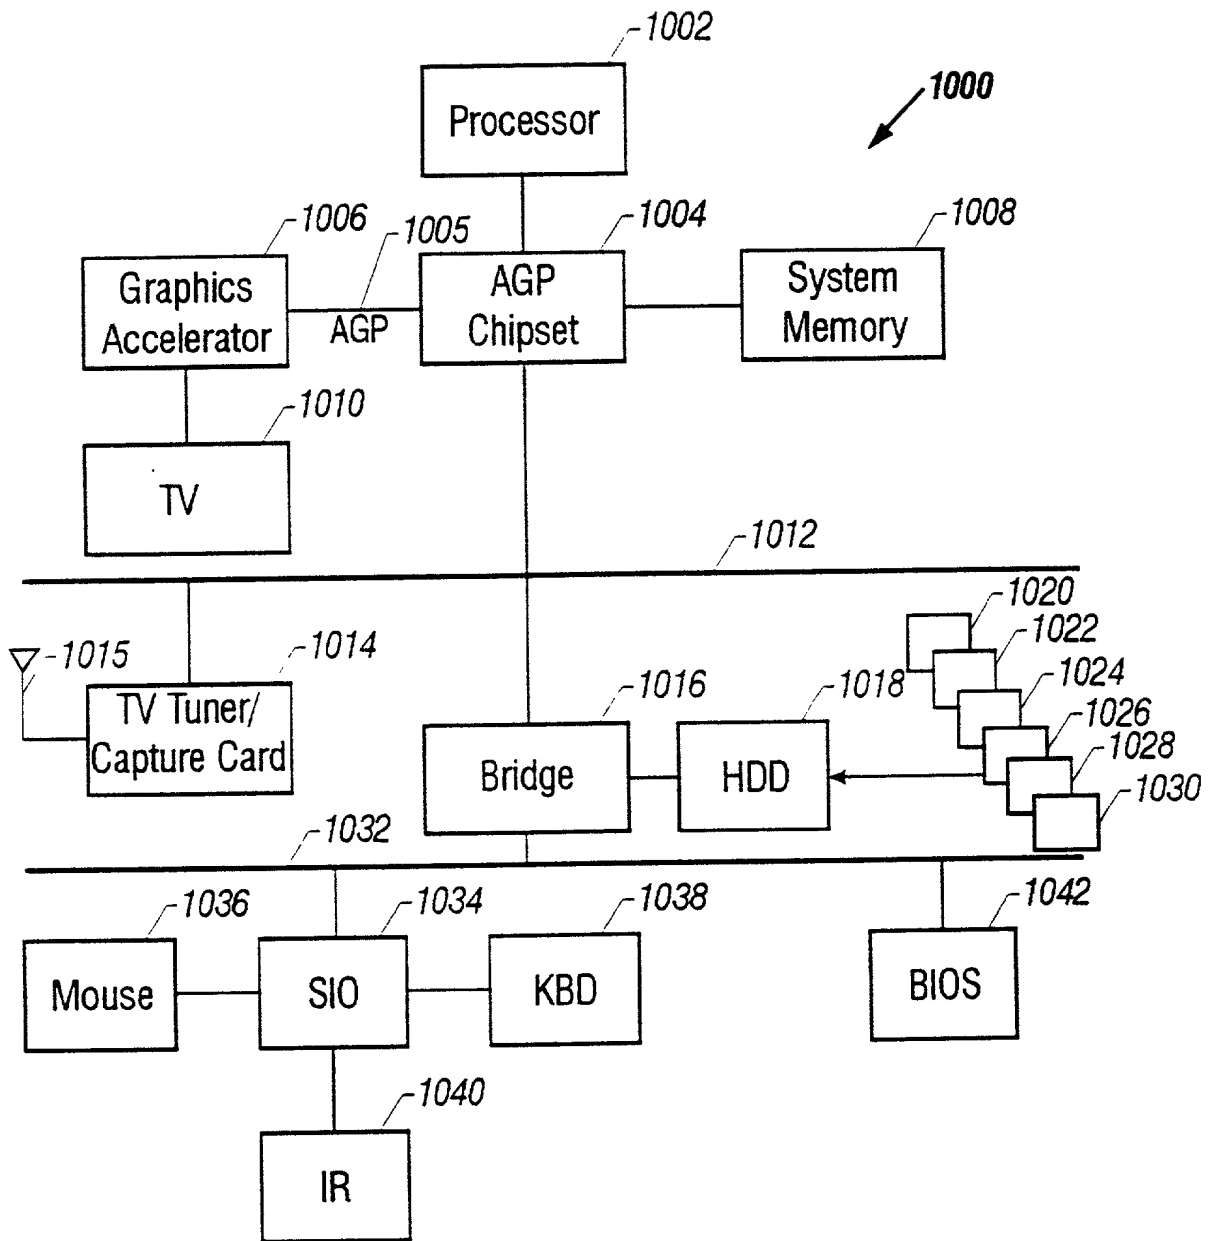 1002
1000
Processor
1006
1005
1004
1008
Graphics
Accelerator
AGP
AGP
Chipset
System
Memory
1010
TV
1012
1020
1022
1015
1014
1024
TV Tuner/
Capture Card
1016
1018
1026
1028
Bridge
HDD
1030
1032
1036
1034
1038
1042
Mouse
SIO
KBD
BIOS
1040
IR